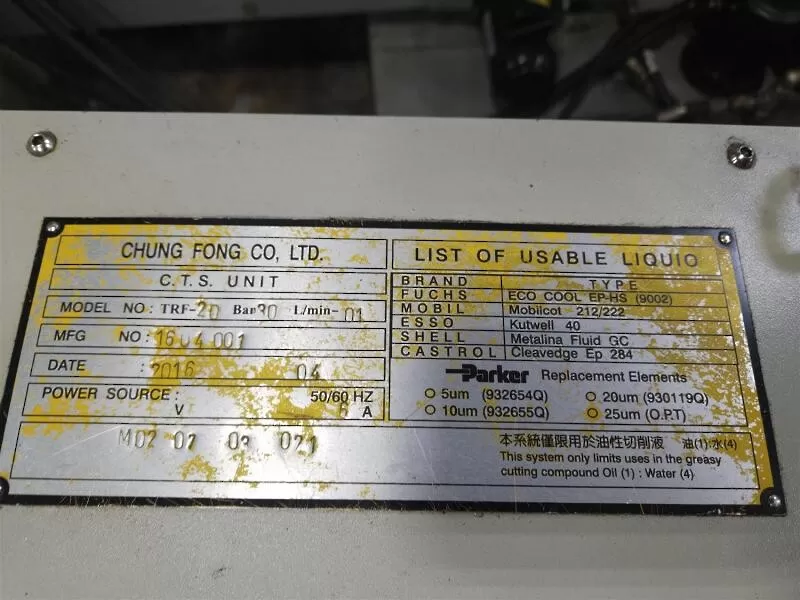 CHUNG FONG CO, LTD.
C.T.S. UNIT
MODEL NO: TRF-20 Bar30 L/min-01
MFG NO: 1604001
DATE : 2016 04
POWER SOURCE: 50/60 HZ
V A
M02 02 03 021
LIST OF USABLE LIQUIO
BRAND TYPE
FUCHS ECO COOL EP-HS (9002)
MOBIL Mobilcot 212/222
ESSO Kutwell 40
SHELL Metalina Fluid GC
CASTROL Cleavedge Ep 284
Parker Replacement Elements
5um (932654Q) 20um (930119Q)
10um (932655Q) 25um (O.P.T)
本系統僅限用於油性切削液 油(1):水(4)
This system only limits uses in the greasy
cutting compound Oil (1) : Water (4)